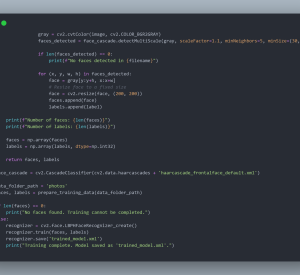 gray = cv2.cvtColor(image, cv2.COLOR_BGR2GRAY)
faces_detected = face_cascade.detectMultiScale(gray, scaleFactor=1.1, minNeighbors=5, minSize=(30,
if len(faces_detected) == 0:
print(f"No faces detected in {filename}")
for (x, y, w, h) in faces_detected:
face = gray[y:y+h, x:x+w]
# Resize face to a fixed size
face = cv2.resize(face, (200, 200))
faces.append(face)
labels.append(label)
print(f"Number of faces: {len(faces)}")
print(f"Number of labels: {len(labels)}")
faces = np.array(faces)
labels = np.array(labels, dtype=np.int32)
return faces, labels
ce_cascade = cv2.CascadeClassifier(cv2.data.haarcascades + 'haarcascade_frontalface_default.xml')
ta_folder_path = 'photos'
ces, labels = prepare_training_data(data_folder_path)
len(faces) == 0:
print("No faces found. Training cannot be completed.")
se:
recognizer = cv2.face.LBPHFaceRecognizer_create()
recognizer.train(faces, labels)
recognizer.save('trained_model.xml')
print("Training complete. Model saved as 'trained_model.xml'.")